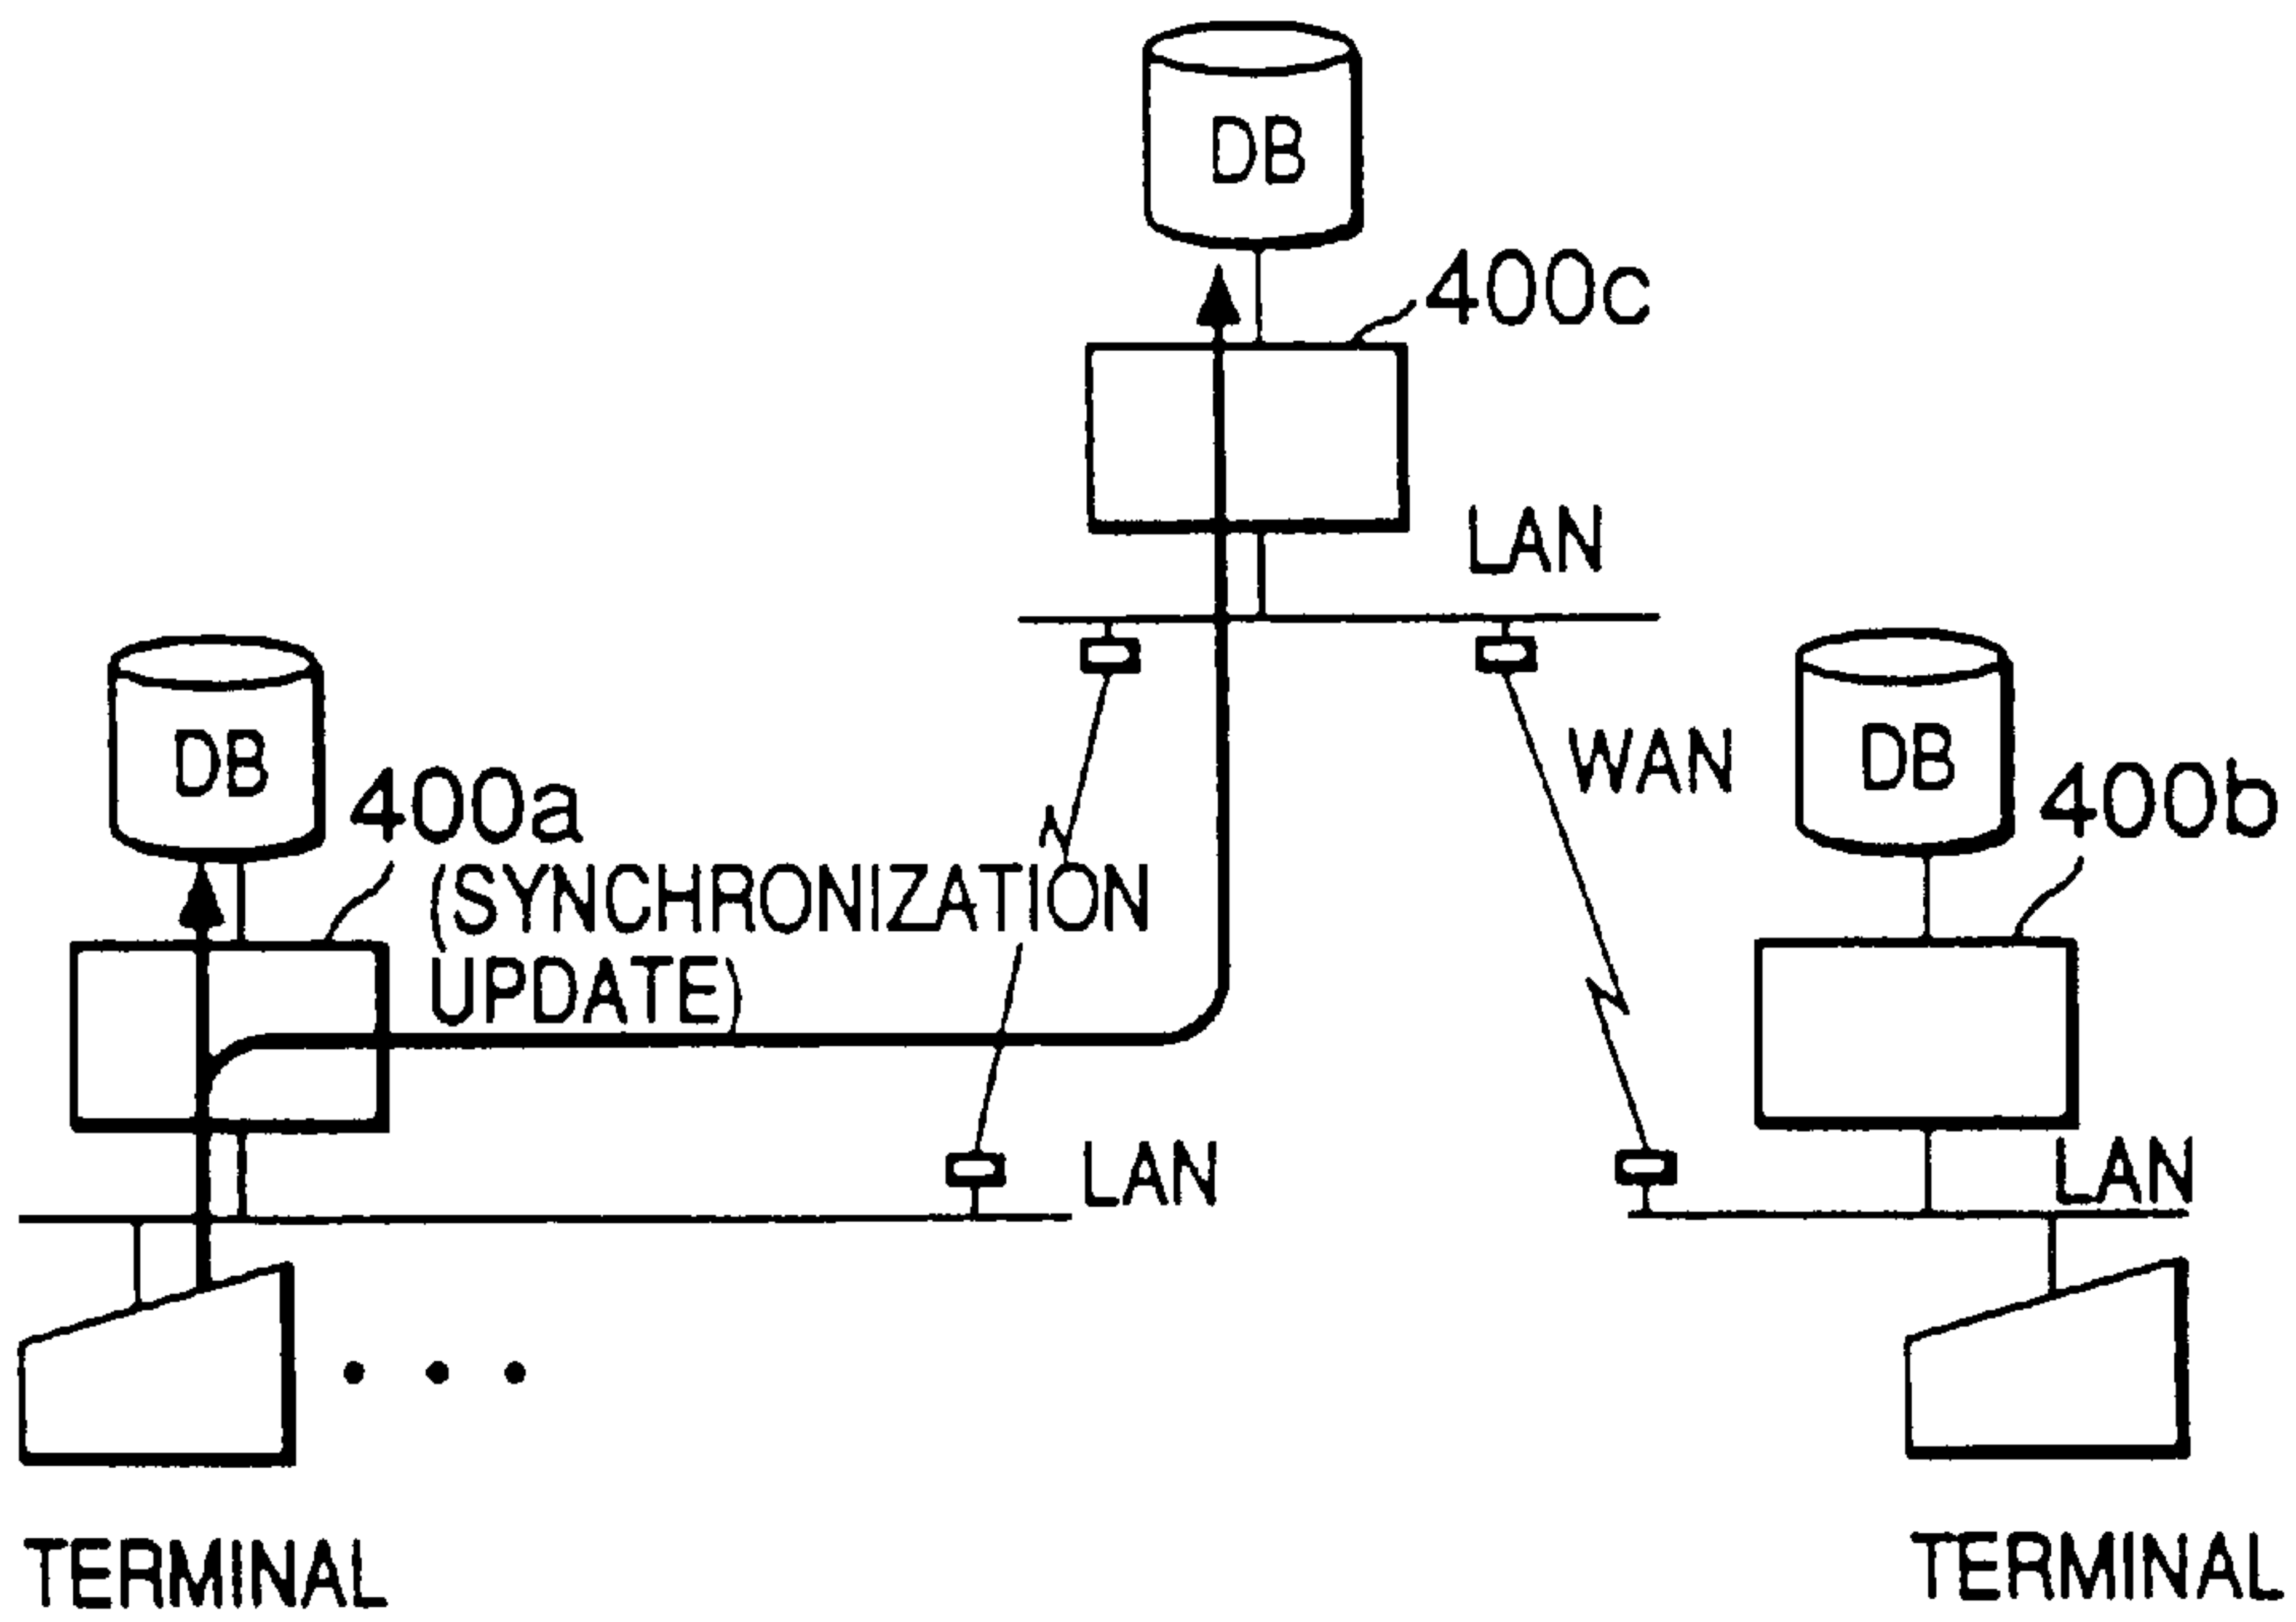 DB
400c
LAN
DB
WAN
DB
400a
400b
(SYNCHRONIZATION
UPDATE)
LAN
LAN
TERMINAL
TERMINAL